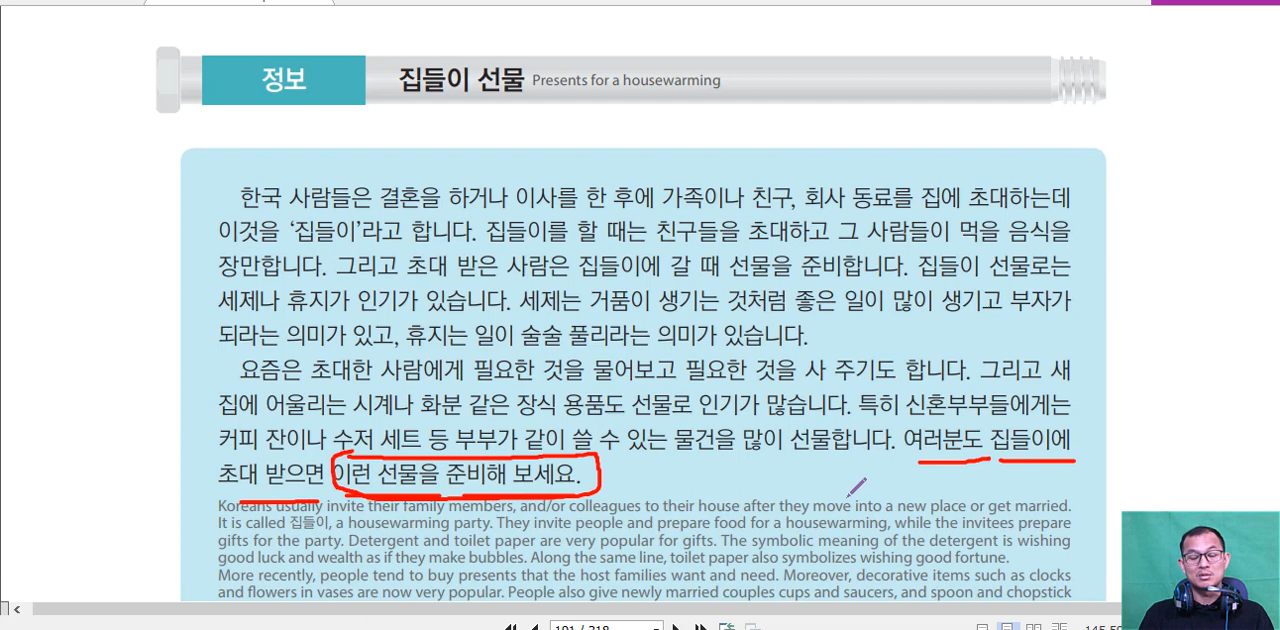 정보
집들이 선물 Presents for a housewarming
한국 사람들은 결혼을 하거나 이사를 한 후에 가족이나 친구, 회사 동료를 집에 초대하는데
이것을 ‘집들이’라고 합니다. 집들이를 할 때는 친구들을 초대하고 그 사람들이 먹을 음식을
장만합니다. 그리고 초대 받은 사람은 집들이에 갈 때 선물을 준비합니다. 집들이 선물로는
세제나 휴지가 인기가 있습니다. 세제는 거품이 생기는 것처럼 좋은 일이 많이 생기고 부자가
되라는 의미가 있고, 휴지는 일이 술술 풀리라는 의미가 있습니다.
요즘은 초대한 사람에게 필요한 것을 물어보고 필요한 것을 사 주기도 합니다. 그리고 새
집에 어울리는 시계나 화분 같은 장식 용품도 선물로 인기가 많습니다. 특히 신혼부부들에게는
커피 잔이나 수저 세트 등 부부가 같이 쓸 수 있는 물건을 많이 선물합니다. 여러분도 집들이에
초대 받으면 이런 선물을 준비해 보세요.
Koreans usually invite their family members, and/or colleagues to their house after they move into a new place or get married.
It is called 집들이, a housewarming party. They invite people and prepare food for a housewarming, while the invitees prepare
gifts for the party. Detergent and toilet paper are very popular for gifts. The symbolic meaning of the detergent is wishing
good luck and wealth as if they make bubbles. Along the same line, toilet paper also symbolizes wishing good fortune.
More recently, people tend to buy presents that the host families want and need. Moreover, decorative items such as clocks
and flowers in vases are now very popular. People also give newly married couples cups and saucers, and spoon and chopstick